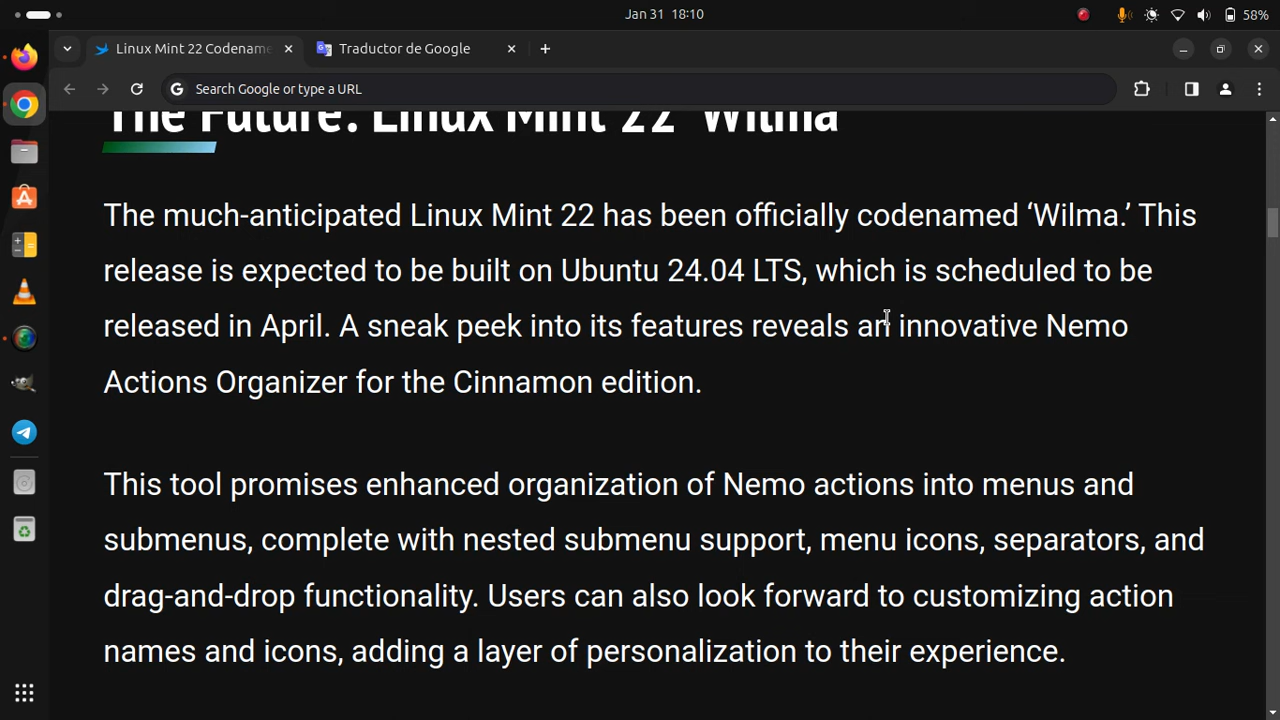 Jan 31 18:10
58%
Linux Mint 22 Codename
Traductor de Google
Search Google or type a URL
The Future: Linux Mint 22 ‘Wilma’
The much-anticipated Linux Mint 22 has been officially codenamed ‘Wilma.’ This
release is expected to be built on Ubuntu 24.04 LTS, which is scheduled to be
released in April. A sneak peek into its features reveals an innovative Nemo
Actions Organizer for the Cinnamon edition.
This tool promises enhanced organization of Nemo actions into menus and
submenus, complete with nested submenu support, menu icons, separators, and
drag-and-drop functionality. Users can also look forward to customizing action
names and icons, adding a layer of personalization to their experience.